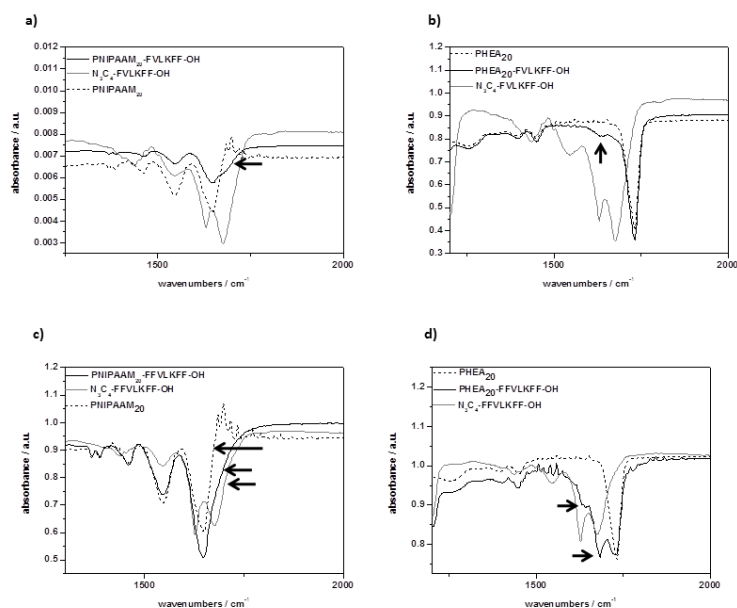 a)
PNIPAAM20-FVLKFF-OH
N3C4-FVLKFF-OH
PNIPAAM20
0.012
0.011
0.010
0.009
0.008
0.007
0.006
0.005
0.004
0.003
absorbance / a.u.
1500
2000
wavenumbers / cm-1
b)
PHEA20
PHEA20-FVLKFF-OH
N3C4-FVLKFF-OH
1.2
1.1
1.0
0.9
0.8
0.7
0.6
0.5
0.4
0.3
absorbance / a.u.
1500
2000
wavenumbers / cm-1
c)
PNIPAAM20-FFVLKFF-OH
N3C4-FFVLKFF-OH
PNIPAAM20
1.2
1.1
1.0
0.9
0.8
0.7
0.6
0.5
absorbance / a.u.
1500
2000
wavenumbers / cm-1
d)
PHEA20
PHEA20-FFVLKFF-OH
N3C4-FFVLKFF-OH
1.2
1.1
1.0
0.9
0.8
absorbance / a.u.
1500
2000
wavenumbers / cm-1